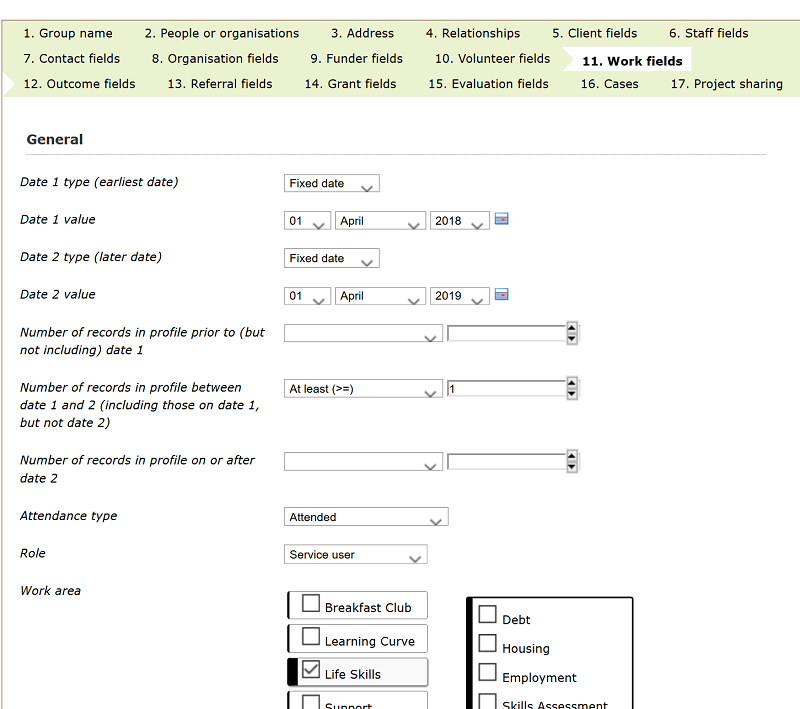 1. Group name 2. People or organisations 3. Address 4. Relationships 5. Client fields 6. Staff fields
7. Contact fields 8. Organisation fields 9. Funder fields 10. Volunteer fields 11. Work fields
12. Outcome fields 13. Referral fields 14. Grant fields 15. Evaluation fields 16. Cases 17. Project sharing
General
Date 1 type (earliest date) Fixed date
Date 1 value 01 April 2018
Date 2 type (later date) Fixed date
Date 2 value 01 April 2019
Number of records in profile prior to (but
not including) date 1
Number of records in profile between At least (>=) 1
date 1 and 2 (including those on date 1,
but not date 2)
Number of records in profile on or after
date 2
Attendance type Attended
Role Service user
Work area
Breakfast Club
Learning Curve
Life Skills
Support
Debt
Housing
Employment
Skills Assessment